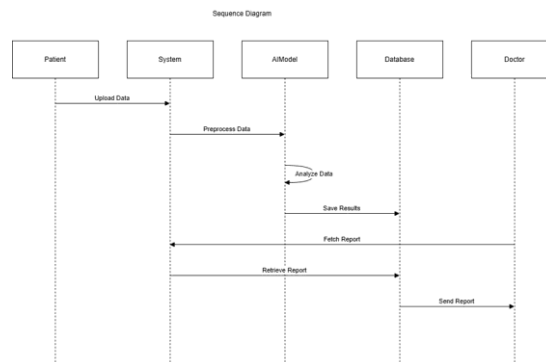 Sequence Diagram
Patient
System
AIModel
Database
Doctor
Upload Data
Preprocess Data
Analyze Data
Save Results
Fetch Report
Retrieve Report
Send Report